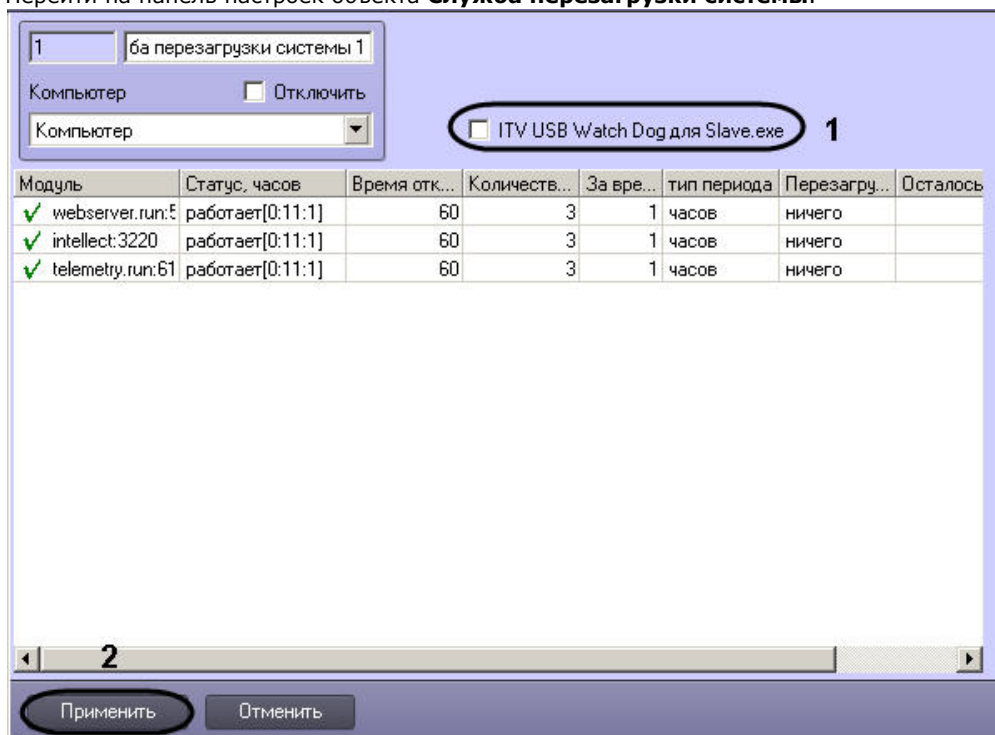 Перейти на панель настроек объекта Служба перезагрузки системы.
1 ба перезагрузки системы 1
Компьютер Отключить
Компьютер
ITV USB Watch Dog для Slave.exe 1
Модуль Статус, часов Время отк... Количеств... За вре... тип периода Перезагру... Осталось
webserver.run:5 работает[0:11:1] 60 3 1 часов ничего
intellect:3220 работает[0:11:1] 60 3 1 часов ничего
telemetry.run:61 работает[0:11:1] 60 3 1 часов ничего
2
Применить Отменить